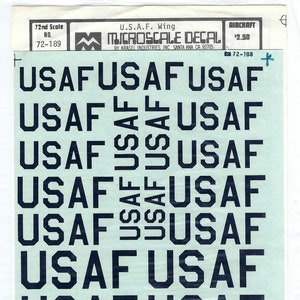 72nd Scale
NO.
72-189
U.S.A.F. Wing
MICROSCALE DECAL
BY KRASEL INDUSTRIES, INC. SANTA ANA, CA. 92705
AIRCRAFT
$2.50
72-189
USAF USAF USAF
USAF USAF USAF USAF
USAF USAF
USAF USAF USAF USAF
USAF USAF
USAF USAF